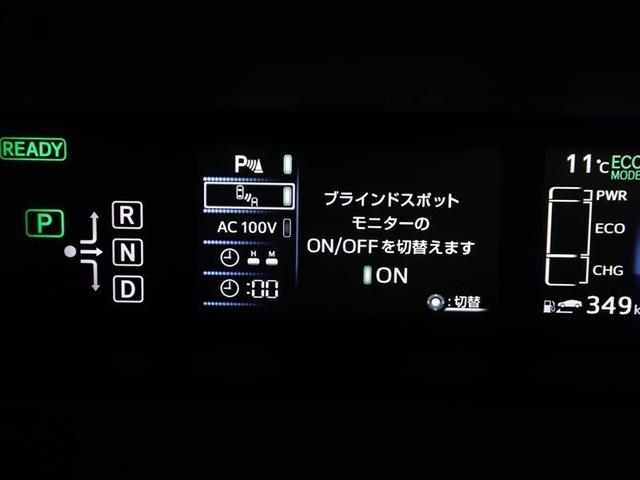 READY
P
R
N
D
P
AC 100V
H M
:00
ブラインドスポット
モニターの
ON/OFFを切替えます
ON
:切替
11℃ ECO
MODE
PWR
ECO
CHG
349